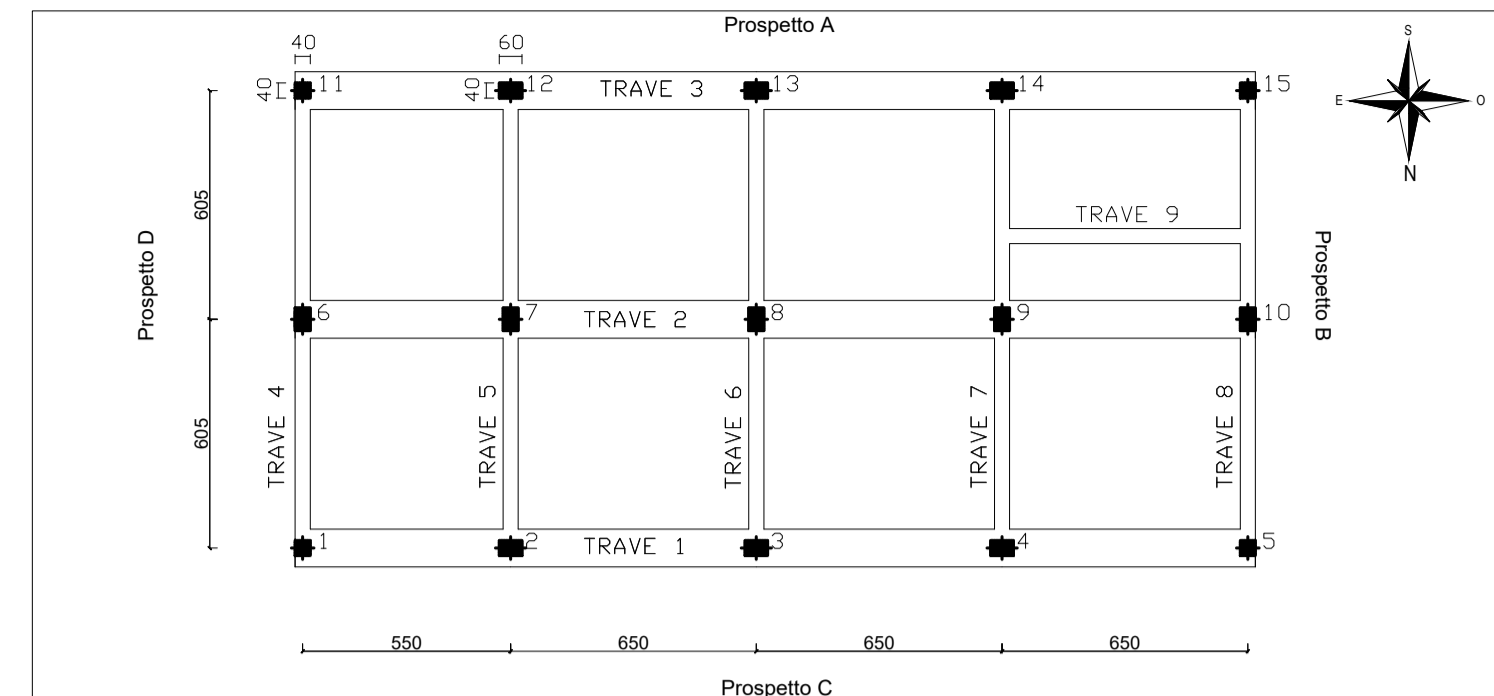 Prospetto A
40
60
S
40
11
40
12
TRAVE 3
13
14
15
E
O
N
605
TRAVE 9
Prospetto D
Prospetto B
6
7
TRAVE 2
8
9
10
605
TRAVE 4
TRAVE 5
TRAVE 6
TRAVE 7
TRAVE 8
1
2
TRAVE 1
3
4
5
550
650
650
650
Prospetto C